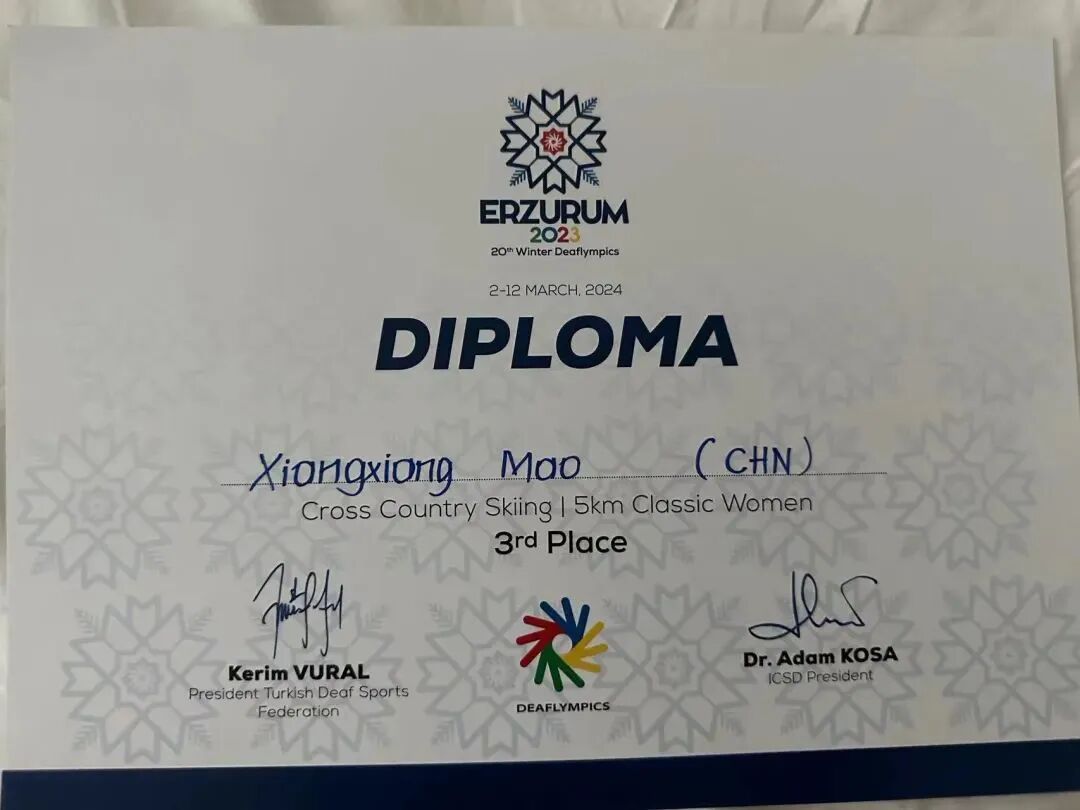 ERZURUM
2023
20th Winter Deaflympics
2-12 MARCH, 2024
DIPLOMA
Xiangxiang Mao (CHN)
Cross Country Skiing | 5km Classic Women
3rd Place
Kerim VURAL
President Turkish Deaf Sports
Federation
DEAFLYMPICS
Dr. Adam KOSA
ICSD President